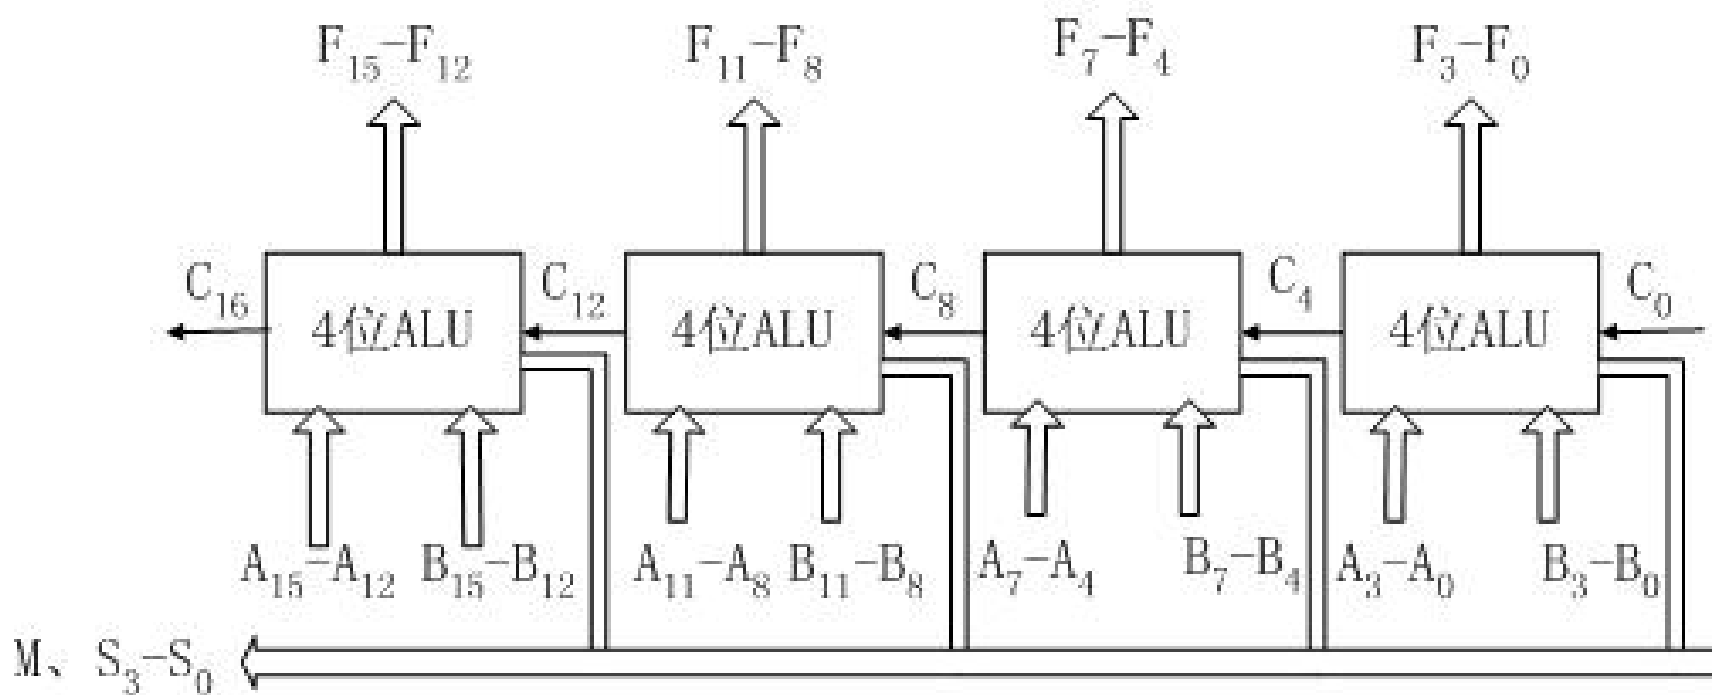 F₁₅-F₁₂ F₁₁-F₈ F₇-F₄ F₃-F₀
C₁₆ 4位ALU C₁₂ 4位ALU C₈ 4位ALU C₄ 4位ALU C₀
A₁₅-A₁₂ B₁₅-B₁₂ A₁₁-A₈ B₁₁-B₈ A₇-A₄ B₇-B₄ A₃-A₀ B₃-B₀
M、S₃-S₀